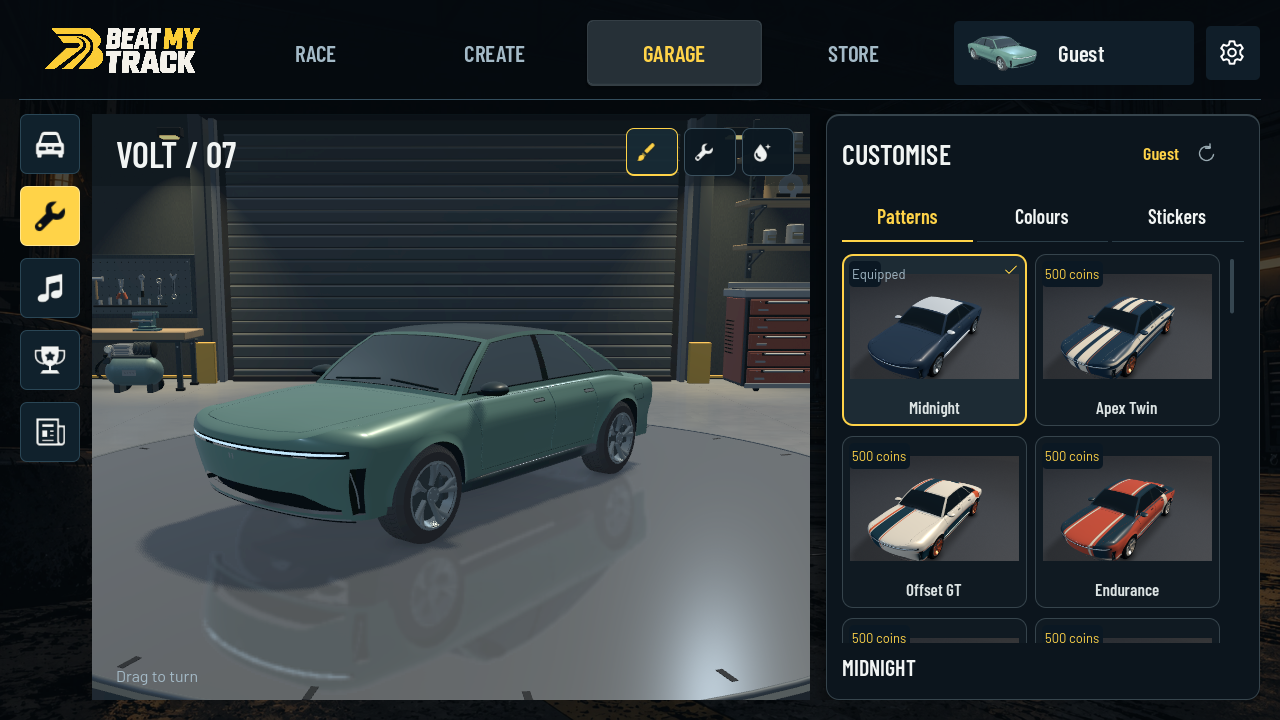 BEAT MY
TRACK
RACE
CREATE
GARAGE
STORE
Guest
VOLT / 07
Drag to turn
CUSTOMISE
Guest
Patterns
Colours
Stickers
Equipped
500 coins
Midnight
Apex Twin
500 coins
500 coins
Offset GT
Endurance
500 coins
500 coins
MIDNIGHT